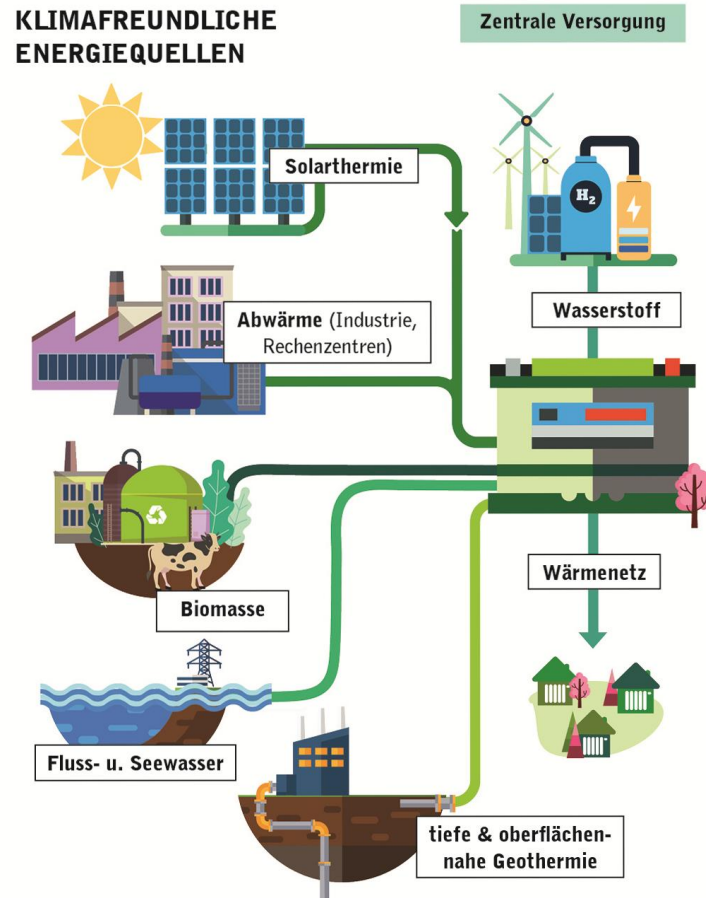 KLIMAFREUNDLICHE
ENERGIEQUELLEN
Zentrale Versorgung
Solarthermie
H2
Wasserstoff
Abwärme (Industrie,
Rechenzentren)
Wärmenetz
Biomasse
Fluss- u. Seewasser
tiefe & oberflächen-
nahe Geothermie